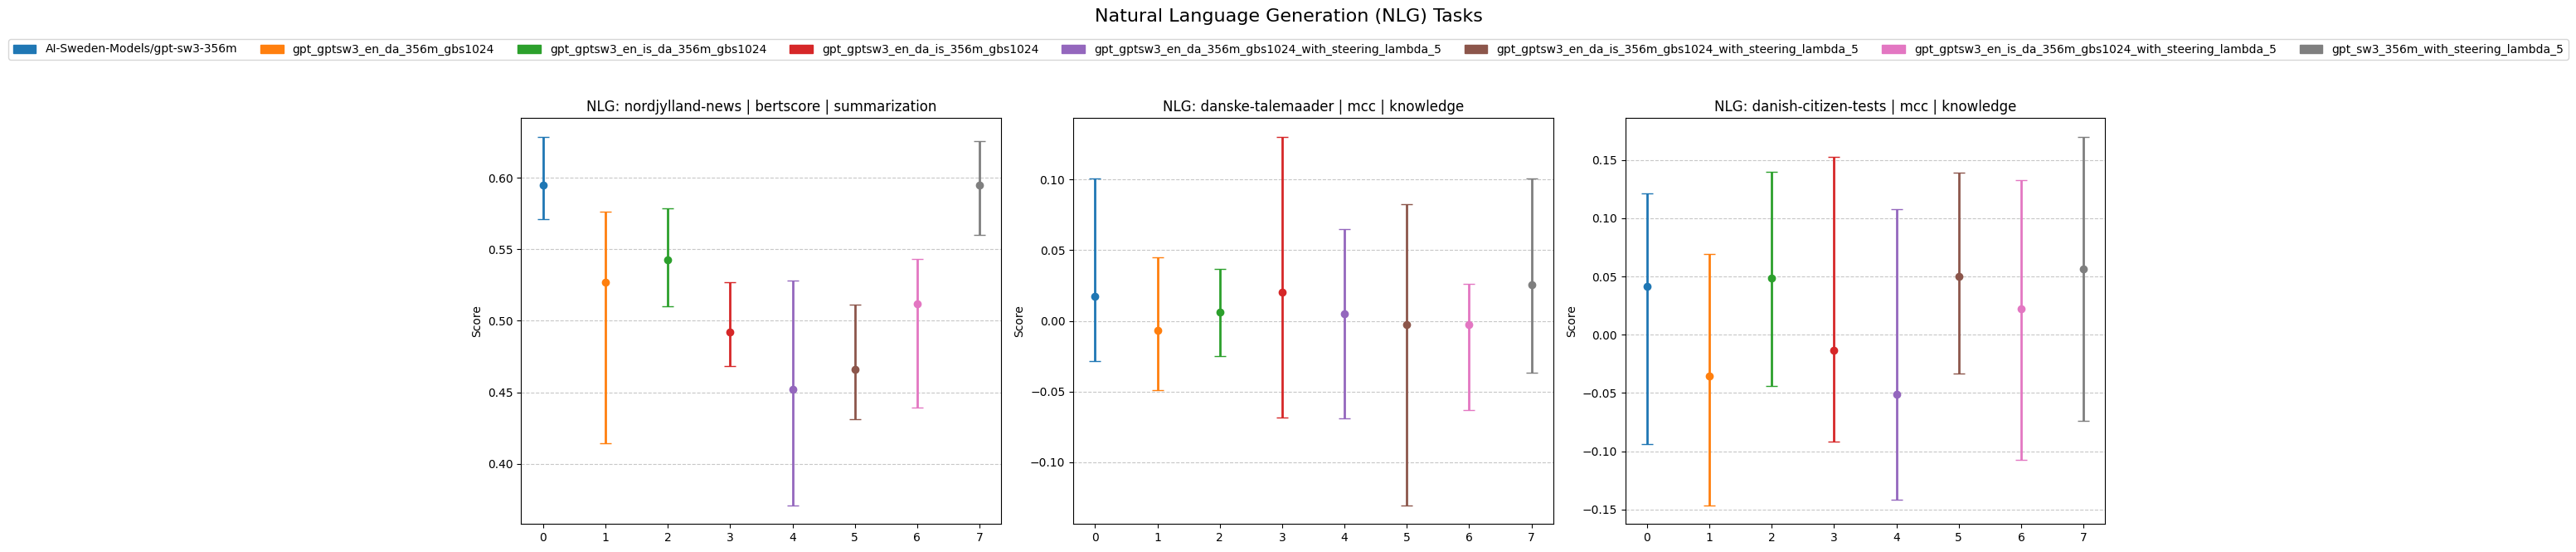 Natural Language Generation (NLG) Tasks
AI-Sweden-Models/gpt-sw3-356m gpt_gptsw3_en_da_356m_gbs1024 gpt_gptsw3_en_is_da_356m_gbs1024 gpt_gptsw3_en_da_is_356m_gbs1024 gpt_gptsw3_en_da_356m_gbs1024_with_steering_lambda_5 gpt_gptsw3_en_da_is_356m_gbs1024_with_steering_lambda_5 gpt_gptsw3_en_is_da_356m_gbs1024_with_steering_lambda_5 gpt_sw3_356m_with_steering_lambda_5
NLG: nordjylland-news | bertscore | summarization
Score
0.60
0.55
0.50
0.45
0.40
0 1 2 3 4 5 6 7
NLG: danske-talemaader | mcc | knowledge
Score
0.10
0.05
0.00
−0.05
−0.10
0 1 2 3 4 5 6 7
NLG: danish-citizen-tests | mcc | knowledge
Score
0.15
0.10
0.05
0.00
−0.05
−0.10
−0.15
0 1 2 3 4 5 6 7